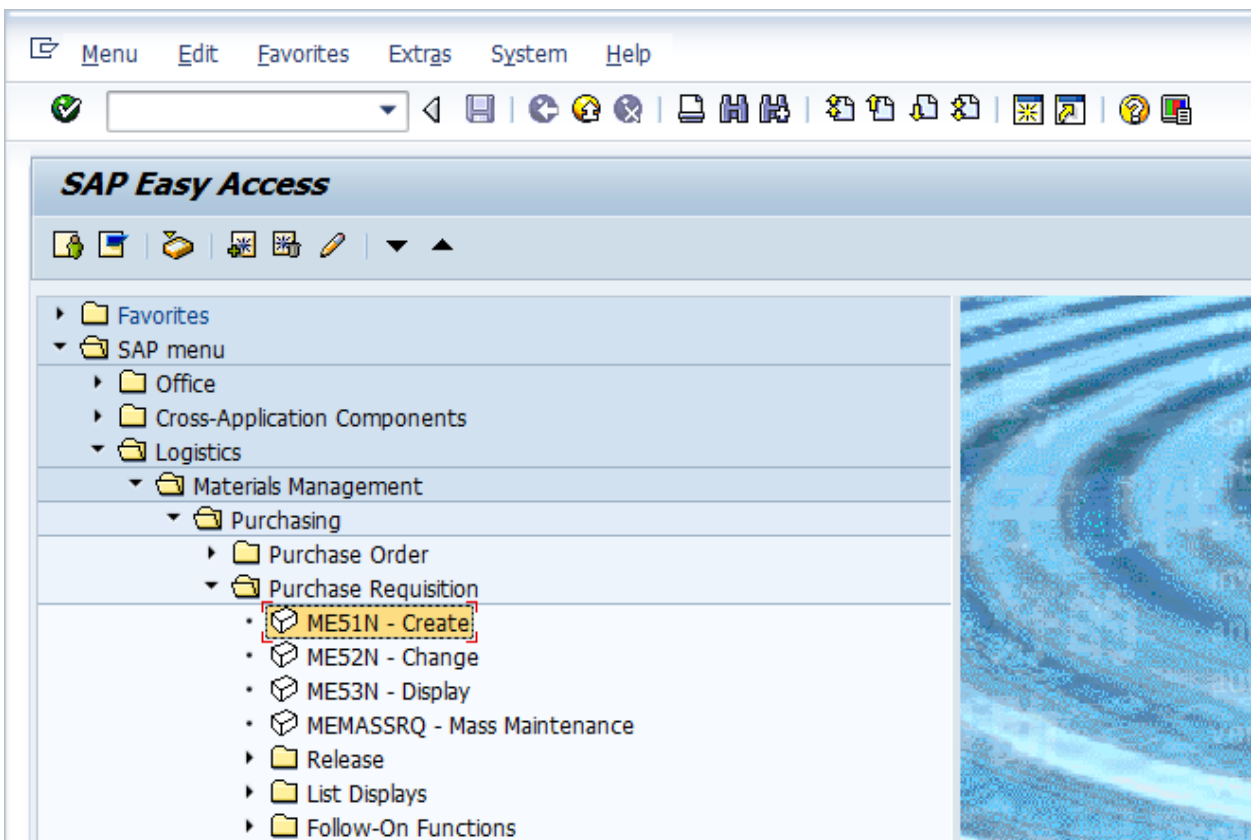 Menu Edit Favorites Extras System Help
SAP Easy Access
Favorites
SAP menu
Office
Cross-Application Components
Logistics
Materials Management
Purchasing
Purchase Order
Purchase Requisition
ME51N - Create
ME52N - Change
ME53N - Display
MEMASSRQ - Mass Maintenance
Release
List Displays
Follow-On Functions